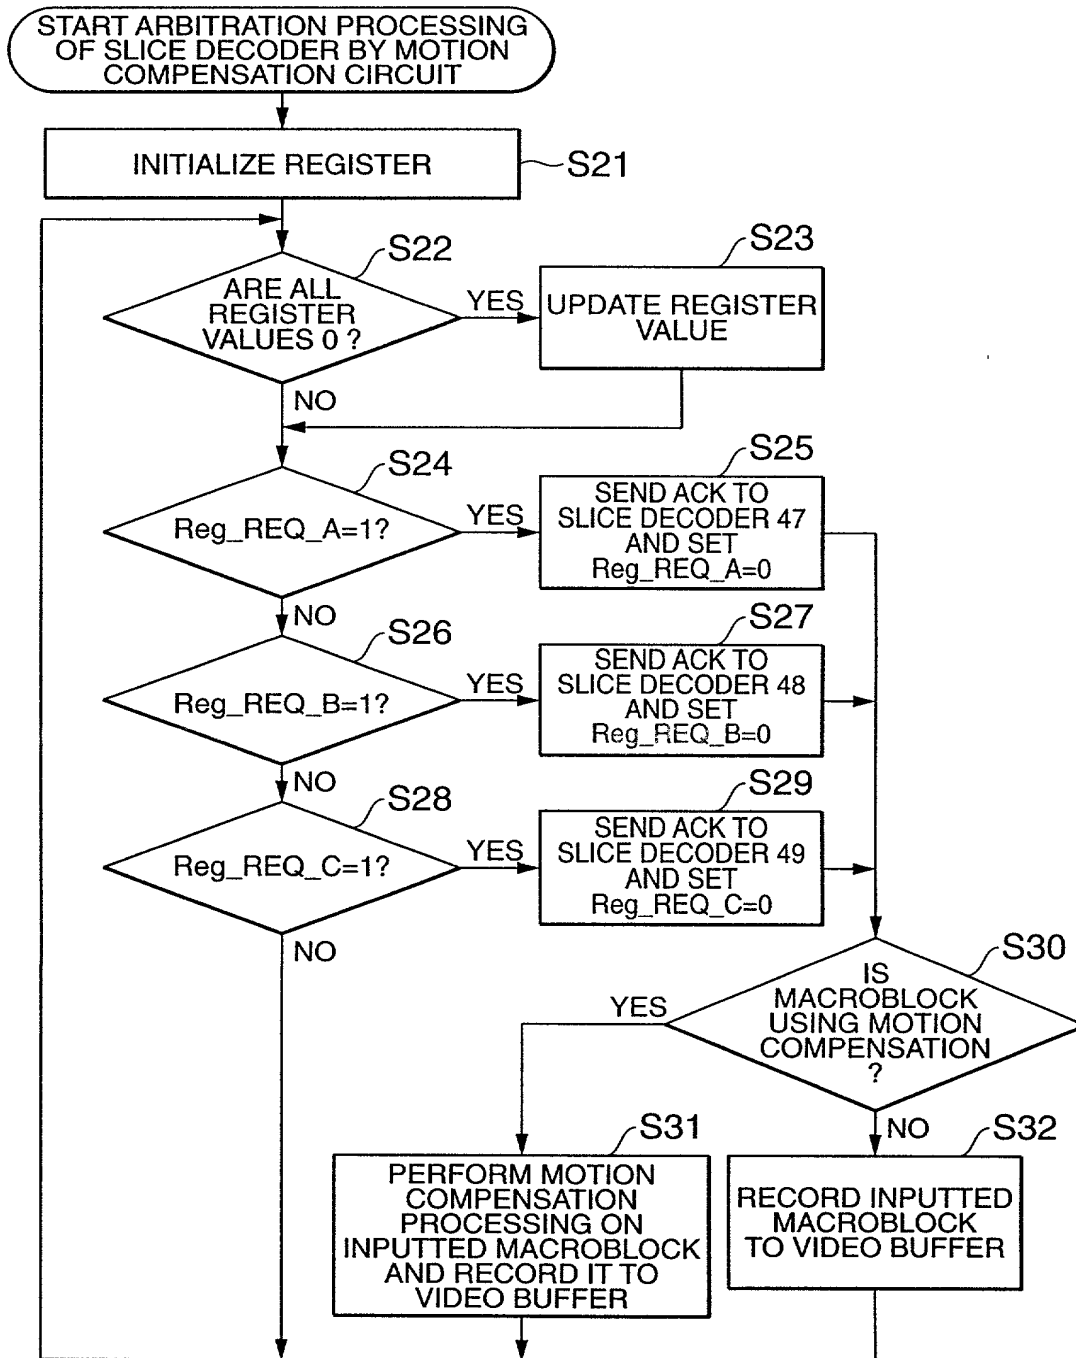 START ARBITRATION PROCESSING
OF SLICE DECODER BY MOTION
COMPENSATION CIRCUIT
INITIALIZE REGISTER
S21
S22
ARE ALL
REGISTER
VALUES 0 ?
YES
NO
S23
UPDATE REGISTER
VALUE
S24
Reg_REQ_A=1?
YES
NO
S25
SEND ACK TO
SLICE DECODER 47
AND SET
Reg_REQ_A=0
S26
Reg_REQ_B=1?
YES
NO
S27
SEND ACK TO
SLICE DECODER 48
AND SET
Reg_REQ_B=0
S28
Reg_REQ_C=1?
YES
NO
S29
SEND ACK TO
SLICE DECODER 49
AND SET
Reg_REQ_C=0
S30
IS
MACROBLOCK
USING MOTION
COMPENSATION
?
YES
NO
S31
PERFORM MOTION
COMPENSATION
PROCESSING ON
INPUTTED MACROBLOCK
AND RECORD IT TO
VIDEO BUFFER
S32
RECORD INPUTTED
MACROBLOCK
TO VIDEO BUFFER